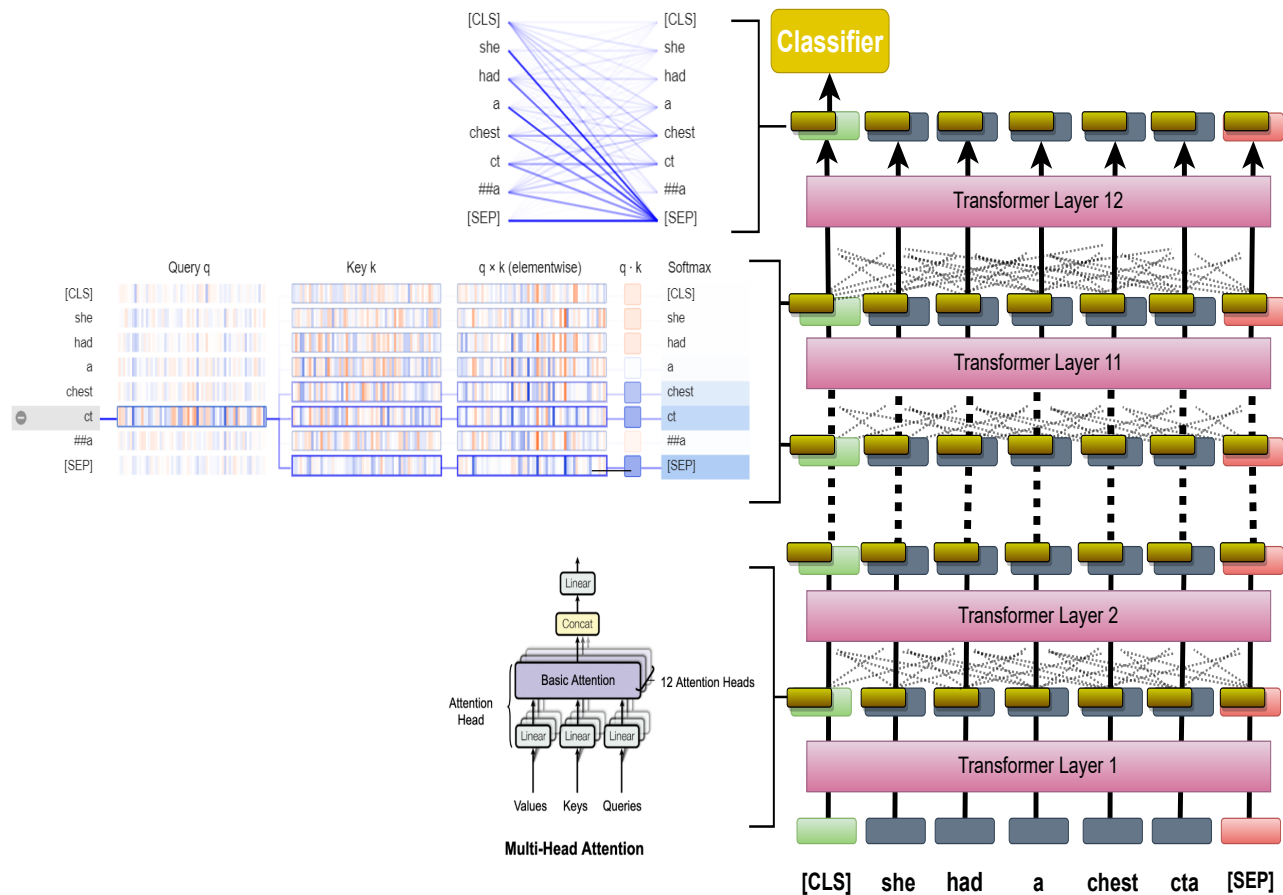 [CLS] [CLS]
she she
had had
a a
chest chest
ct ct
##a ##a
[SEP] [SEP]
Classifier
Transformer Layer 12
Query q Key k q × k (elementwise) q · k Softmax
[CLS] [CLS]
she she
had had
a a
chest chest
ct ct
##a ##a
[SEP] [SEP]
Transformer Layer 11
Linear
Concat
Basic Attention
12 Attention Heads
Attention
Head
Linear Linear Linear
Values Keys Queries
Multi-Head Attention
Transformer Layer 2
Transformer Layer 1
[CLS] she had a chest cta [SEP]